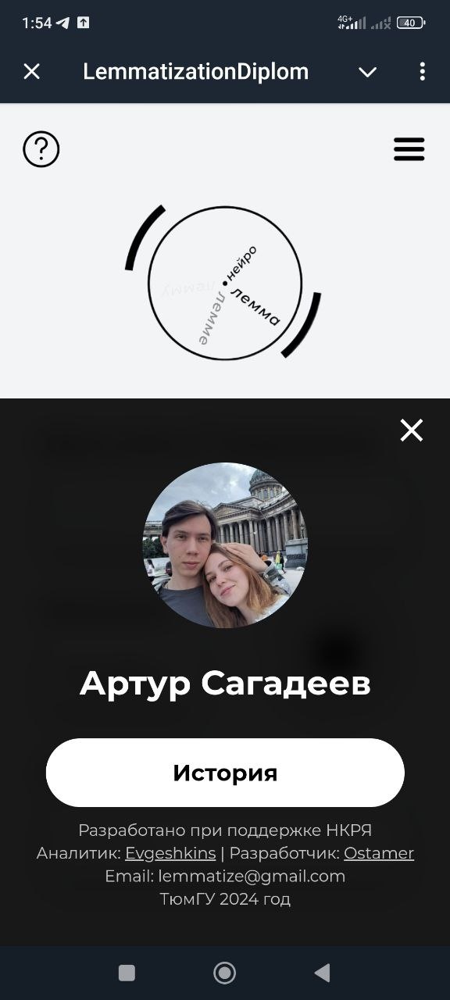 1:54
4G+
40
LemmatizationDiplom
?
нейро
лемма
лемме
лемму
Артур Сагадеев
История
Разработано при поддержке НКРЯ
Аналитик: Evgeshkins | Разработчик: Ostamer
Email: lemmatize@gmail.com
ТюмГУ 2024 год